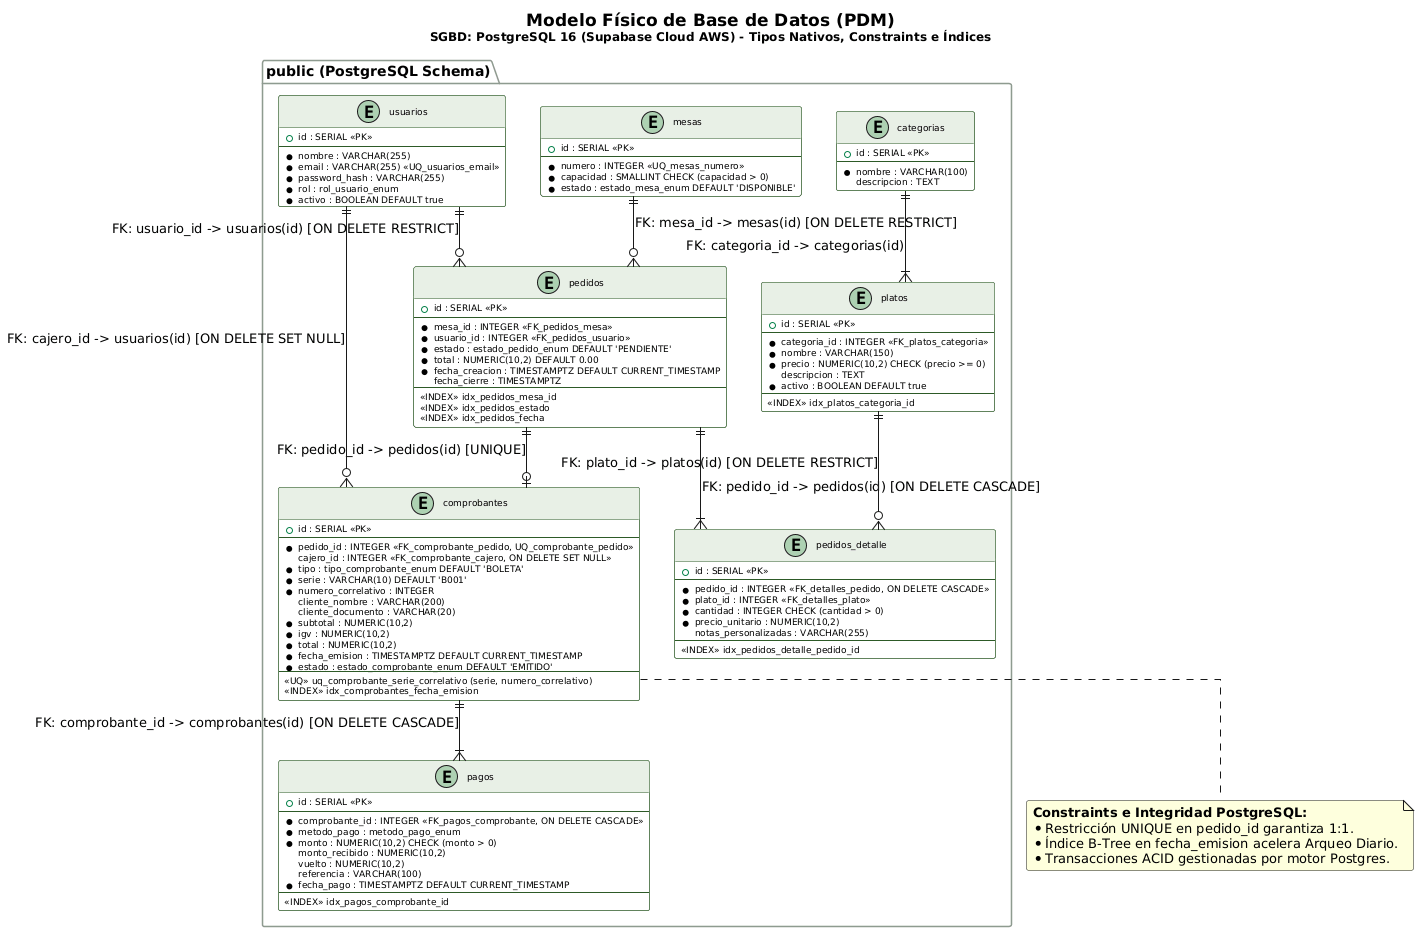 Modelo Físico de Base de Datos (PDM)
SGBD: PostgreSQL 16 (Supabase Cloud AWS) - Tipos Nativos, Constraints e Índices
public (PostgreSQL Schema)
E usuarios
id : SERIAL «PK»
nombre : VARCHAR(255)
email : VARCHAR(255) «UQ_usuarios_email»
password_hash : VARCHAR(255)
rol : rol_usuario_enum
activo : BOOLEAN DEFAULT true
E mesas
id : SERIAL «PK»
numero : INTEGER «UQ_mesas_numero»
capacidad : SMALLINT CHECK (capacidad > 0)
estado : estado_mesa_enum DEFAULT 'DISPONIBLE'
E categorias
id : SERIAL «PK»
nombre : VARCHAR(100)
descripcion : TEXT
FK: usuario_id -> usuarios(id) [ON DELETE RESTRICT]
FK: mesa_id -> mesas(id) [ON DELETE RESTRICT]
FK: categoria_id -> categorias(id)
E pedidos
id : SERIAL «PK»
mesa_id : INTEGER «FK_pedidos_mesa»
usuario_id : INTEGER «FK_pedidos_usuario»
estado : estado_pedido_enum DEFAULT 'PENDIENTE'
total : NUMERIC(10,2) DEFAULT 0.00
fecha_creacion : TIMESTAMPTZ DEFAULT CURRENT_TIMESTAMP
fecha_cierre : TIMESTAMPTZ
«INDEX» idx_pedidos_mesa_id
«INDEX» idx_pedidos_estado
«INDEX» idx_pedidos_fecha
E platos
id : SERIAL «PK»
categoria_id : INTEGER «FK_platos_categoria»
nombre : VARCHAR(150)
precio : NUMERIC(10,2) CHECK (precio >= 0)
descripcion : TEXT
activo : BOOLEAN DEFAULT true
«INDEX» idx_platos_categoria_id
FK: cajero_id -> usuarios(id) [ON DELETE SET NULL]
FK: pedido_id -> pedidos(id) [UNIQUE]
FK: plato_id -> platos(id) [ON DELETE RESTRICT]
FK: pedido_id -> pedidos(id) [ON DELETE CASCADE]
E comprobantes
id : SERIAL «PK»
pedido_id : INTEGER «FK_comprobante_pedido, UQ_comprobante_pedido»
cajero_id : INTEGER «FK_comprobante_cajero, ON DELETE SET NULL»
tipo : tipo_comprobante_enum DEFAULT 'BOLETA'
serie : VARCHAR(10) DEFAULT 'B001'
numero_correlativo : INTEGER
cliente_nombre : VARCHAR(200)
cliente_documento : VARCHAR(20)
subtotal : NUMERIC(10,2)
igv : NUMERIC(10,2)
total : NUMERIC(10,2)
fecha_emision : TIMESTAMPTZ DEFAULT CURRENT_TIMESTAMP
estado : estado_comprobante_enum DEFAULT 'EMITIDO'
«UQ» uq_comprobante_serie_correlativo (serie, numero_correlativo)
«INDEX» idx_comprobantes_fecha_emision
E pedidos_detalle
id : SERIAL «PK»
pedido_id : INTEGER «FK_detalles_pedido, ON DELETE CASCADE»
plato_id : INTEGER «FK_detalles_plato»
cantidad : INTEGER CHECK (cantidad > 0)
precio_unitario : NUMERIC(10,2)
notas_personalizadas : VARCHAR(255)
«INDEX» idx_pedidos_detalle_pedido_id
FK: comprobante_id -> comprobantes(id) [ON DELETE CASCADE]
E pagos
id : SERIAL «PK»
comprobante_id : INTEGER «FK_pagos_comprobante, ON DELETE CASCADE»
metodo_pago : metodo_pago_enum
monto : NUMERIC(10,2) CHECK (monto > 0)
monto_recibido : NUMERIC(10,2)
vuelto : NUMERIC(10,2)
referencia : VARCHAR(100)
fecha_pago : TIMESTAMPTZ DEFAULT CURRENT_TIMESTAMP
«INDEX» idx_pagos_comprobante_id
Constraints e Integridad PostgreSQL:
• Restricción UNIQUE en pedido_id garantiza 1:1.
• Índice B-Tree en fecha_emision acelera Arqueo Diario.
• Transacciones ACID gestionadas por motor Postgres.